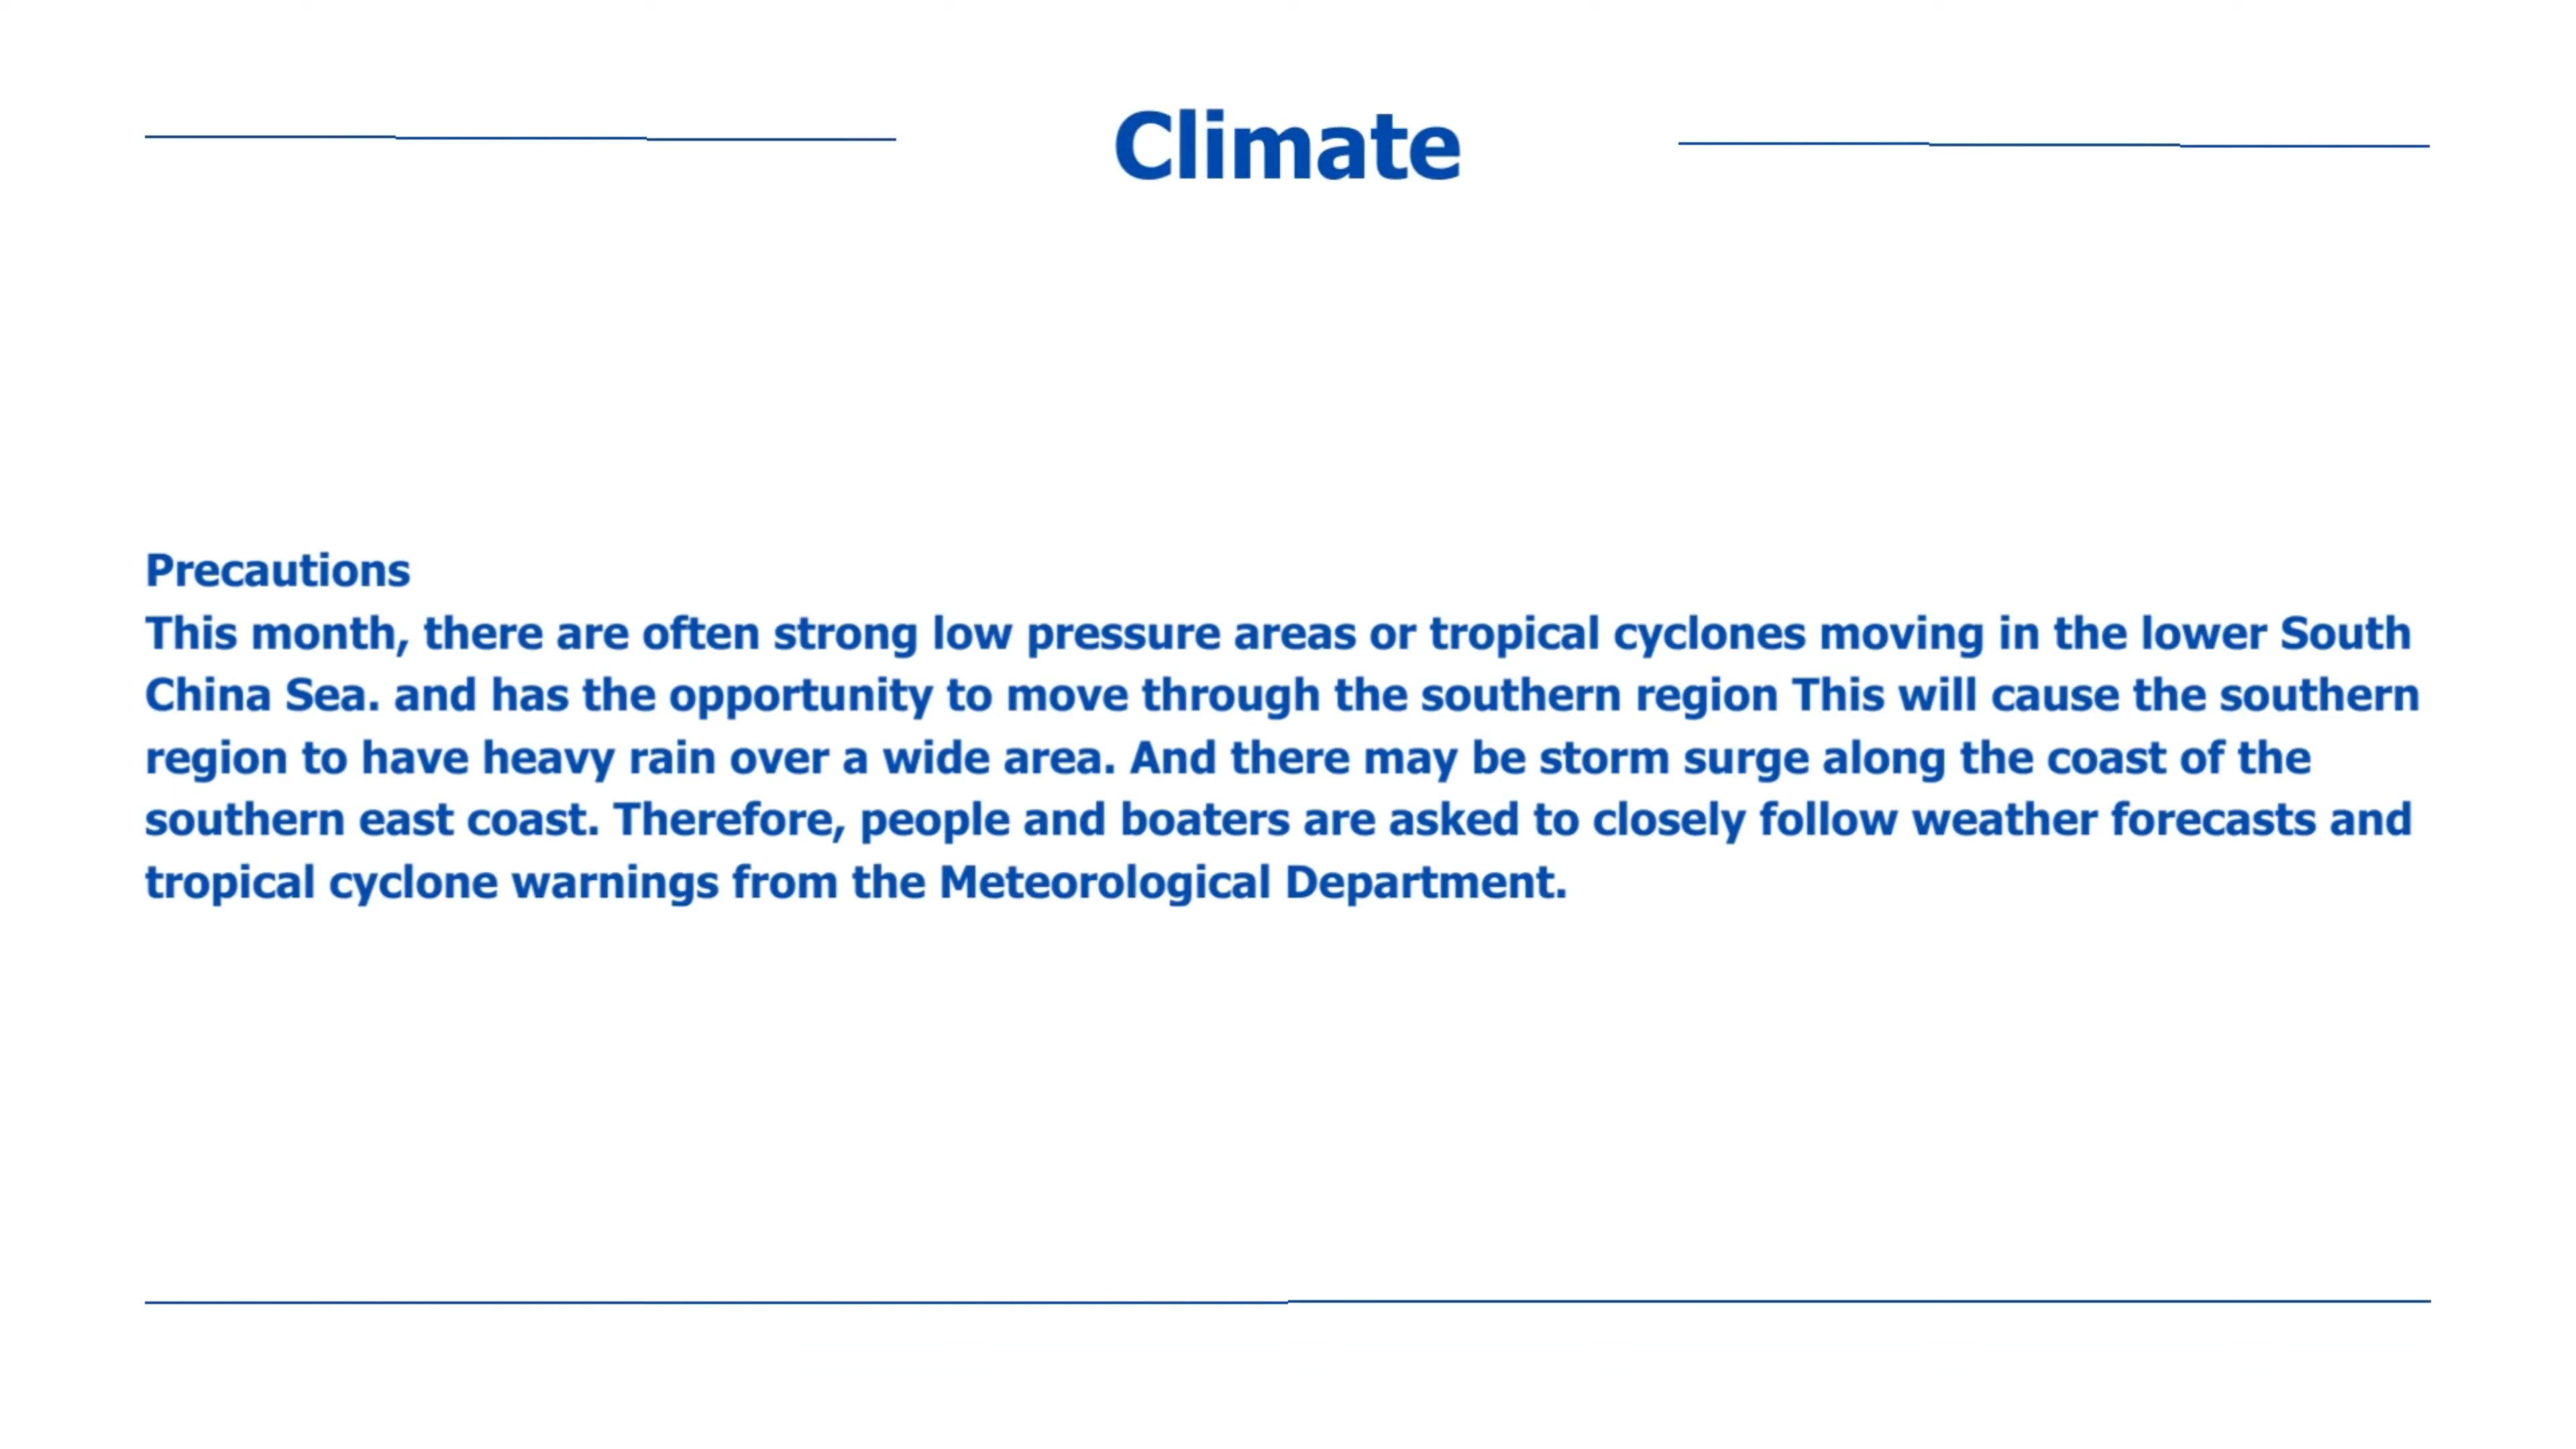 Climate
Precautions
This month, there are often strong low pressure areas or tropical cyclones moving in the lower South
China Sea. and has the opportunity to move through the southern region This will cause the southern
region to have heavy rain over a wide area. And there may be storm surge along the coast of the
southern east coast. Therefore, people and boaters are asked to closely follow weather forecasts and
tropical cyclone warnings from the Meteorological Department.